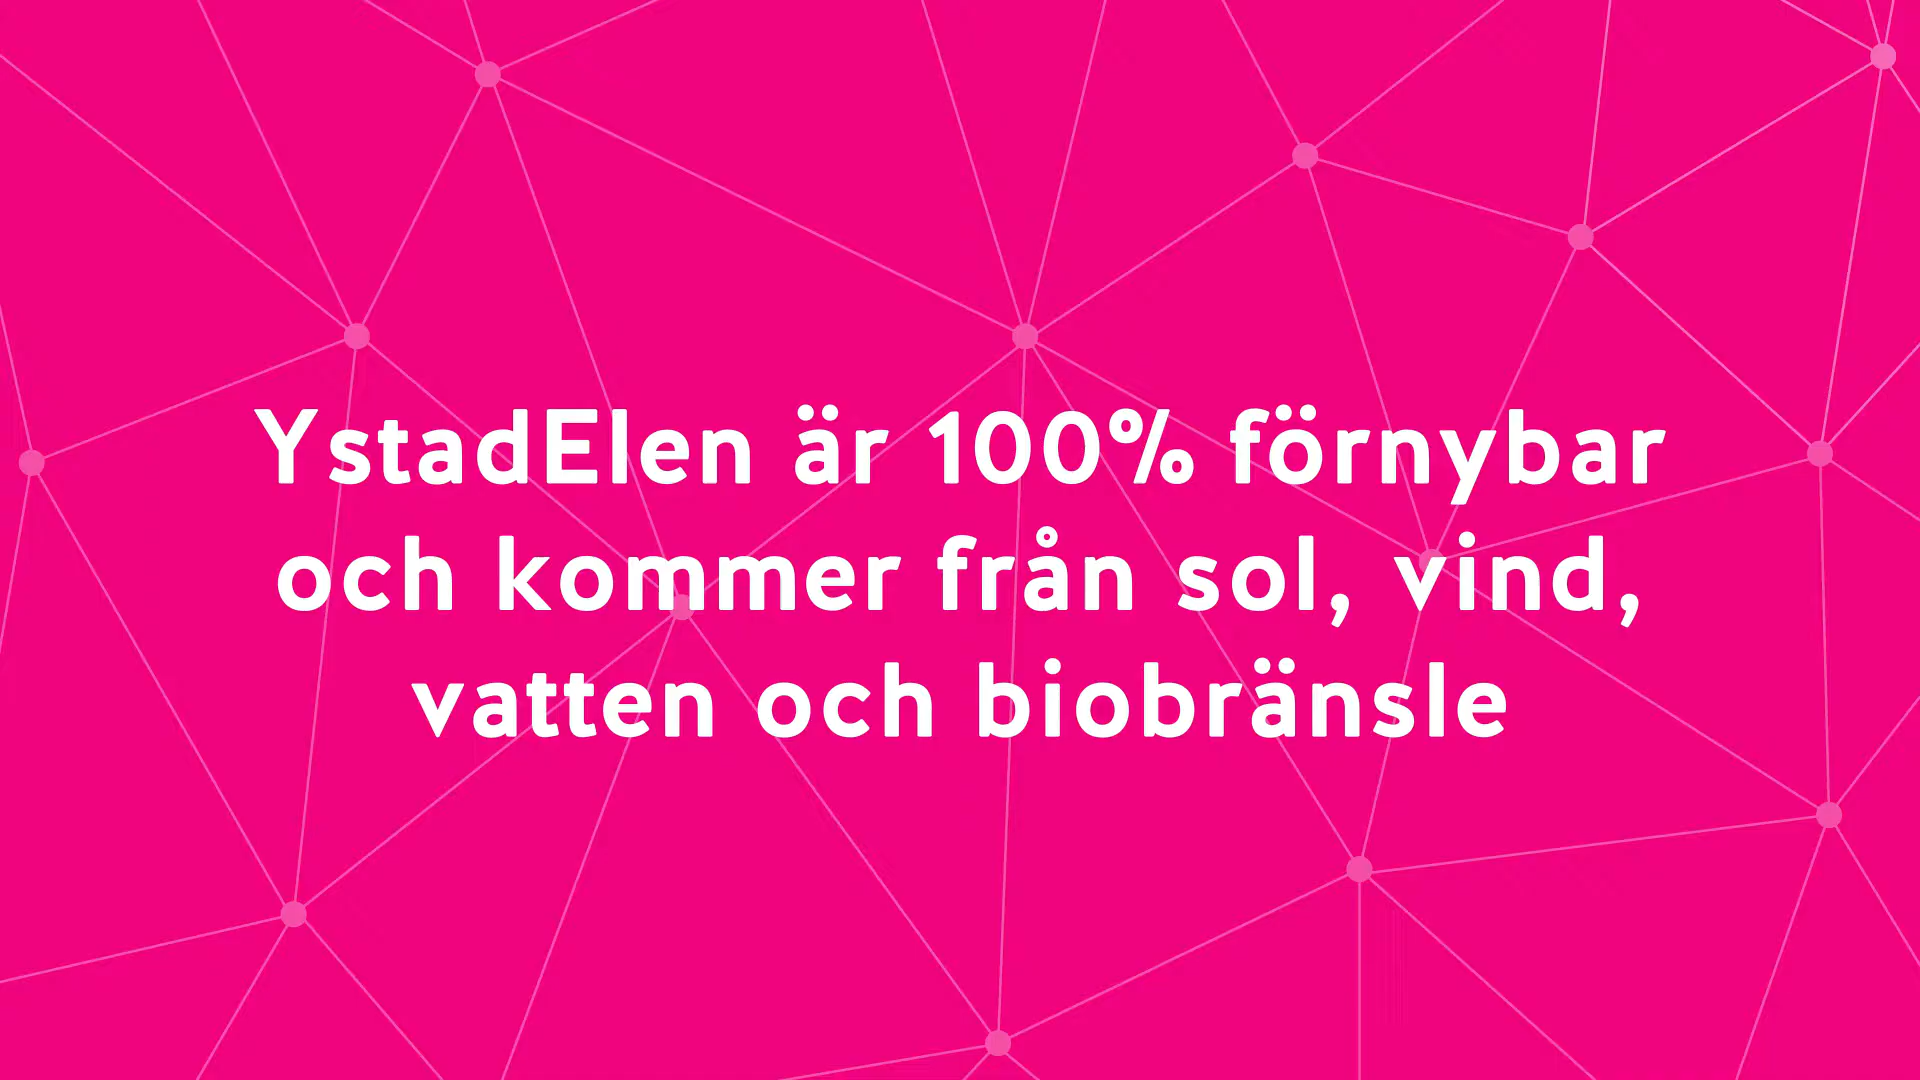 YstadElen är 100% förnybar
och kommer från sol, vind,
vatten och biobränsle